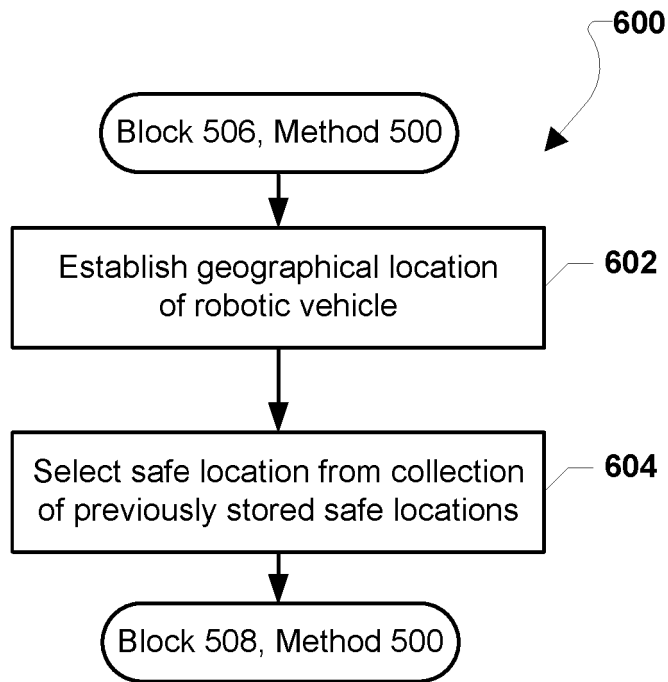 600
Block 506, Method 500
Establish geographical location
of robotic vehicle
602
Select safe location from collection
of previously stored safe locations
604
Block 508, Method 500